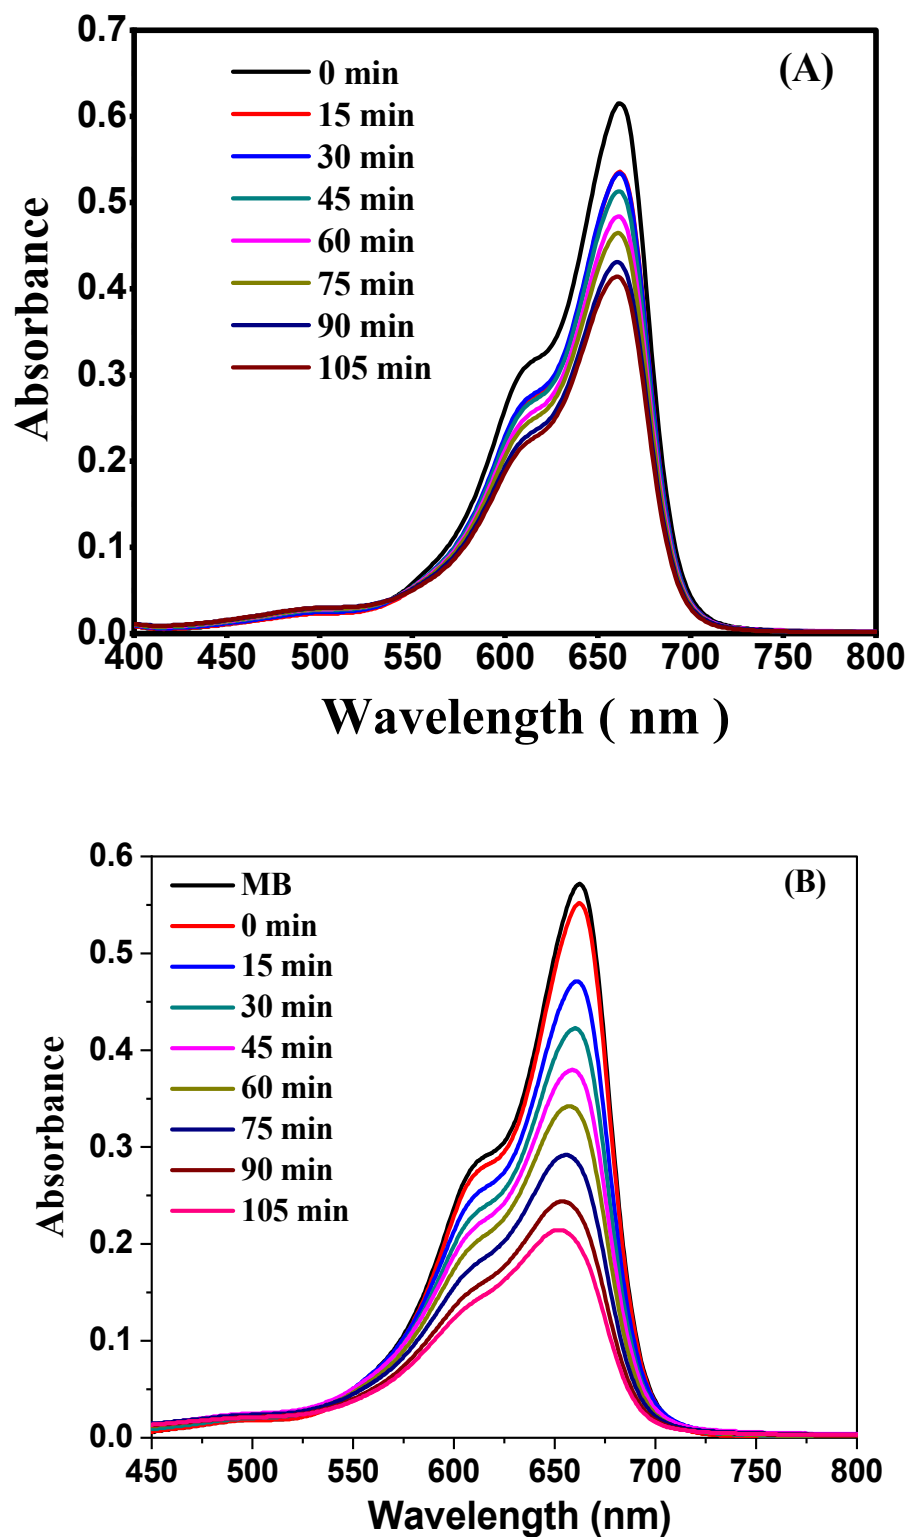 0.7
(A)
0 min
0.6
15 min
30 min
0.5
45 min
60 min
0.4
75 min
90 min
0.3
105 min
0.2
0.1
0.0
Absorbance
400 450 500 550 600 650 700 750 800
Wavelength ( nm )
0.6
MB
(B)
0 min
0.5
15 min
30 min
0.4
45 min
60 min
0.3
75 min
90 min
0.2
105 min
0.1
0.0
Absorbance
450 500 550 600 650 700 750 800
Wavelength (nm)